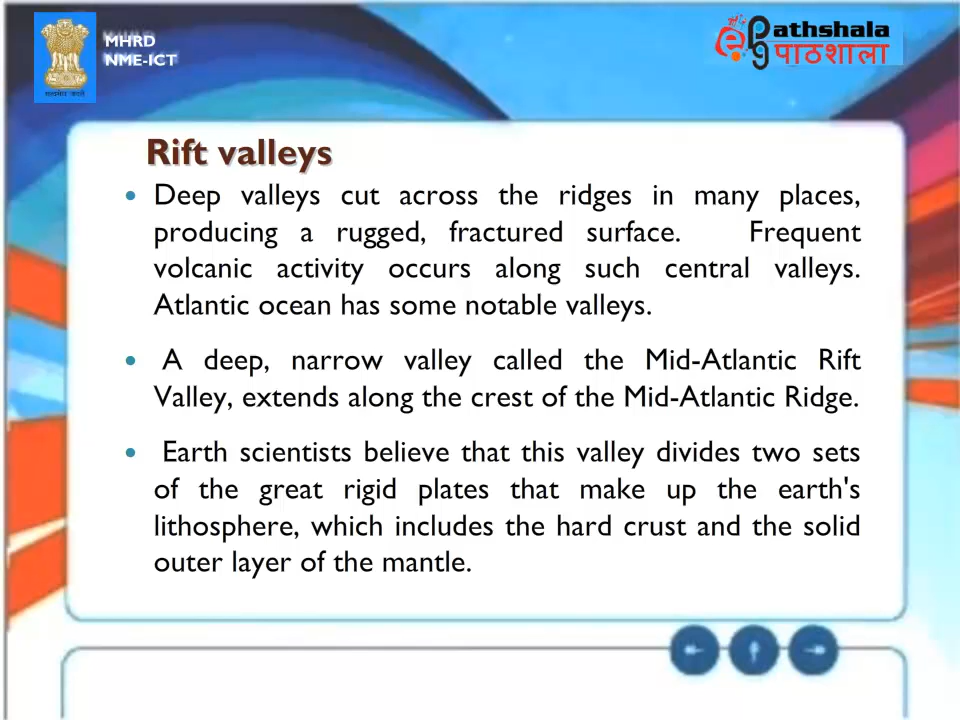 MHRD
NME-ICT
epg Pathshala
पाठशाला
Rift valleys
• Deep valleys cut across the ridges in many places,
producing a rugged, fractured surface. Frequent
volcanic activity occurs along such central valleys.
Atlantic ocean has some notable valleys.
• A deep, narrow valley called the Mid-Atlantic Rift
Valley, extends along the crest of the Mid-Atlantic Ridge.
• Earth scientists believe that this valley divides two sets
of the great rigid plates that make up the earth's
lithosphere, which includes the hard crust and the solid
outer layer of the mantle.